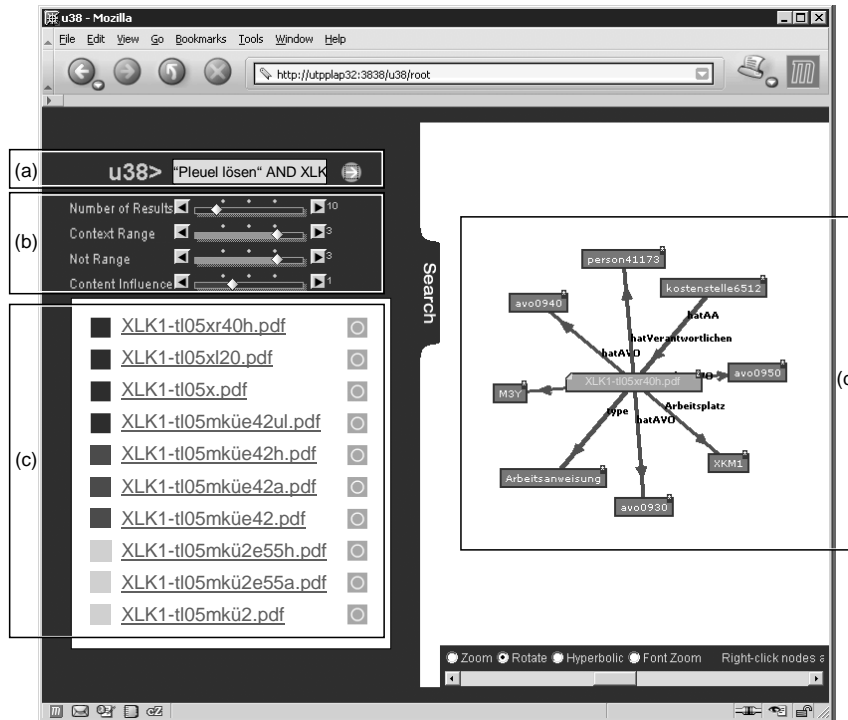 u38 - Mozilla
File Edit View Go Bookmarks Tools Window Help
http://utpplap32:3838/u38/root
(a)
u38> "Pleuel lösen" AND XLK
(b)
Number of Results 10
Context Range 3
Not Range 3
Content Influence 1
(c)
XLK1-tl05xr40h.pdf
XLK1-tl05xl20.pdf
XLK1-tl05x.pdf
XLK1-tl05mküe42ul.pdf
XLK1-tl05mküe42h.pdf
XLK1-tl05mküe42a.pdf
XLK1-tl05mküe42.pdf
XLK1-tl05mkü2e55h.pdf
XLK1-tl05mkü2e55a.pdf
XLK1-tl05mkü2.pdf
Search
person41173
kostenstelle6512
avo0940
hatAA
hatVerantwortlichen
hatAVO
XLK1-tl05xr40h.pdf
avo0950
M3Y
Arbeitsplatz
type
hatAVO
XKM1
Arbeitsanweisung
avo0930
Zoom Rotate Hyperbolic Font Zoom Right-click nodes a